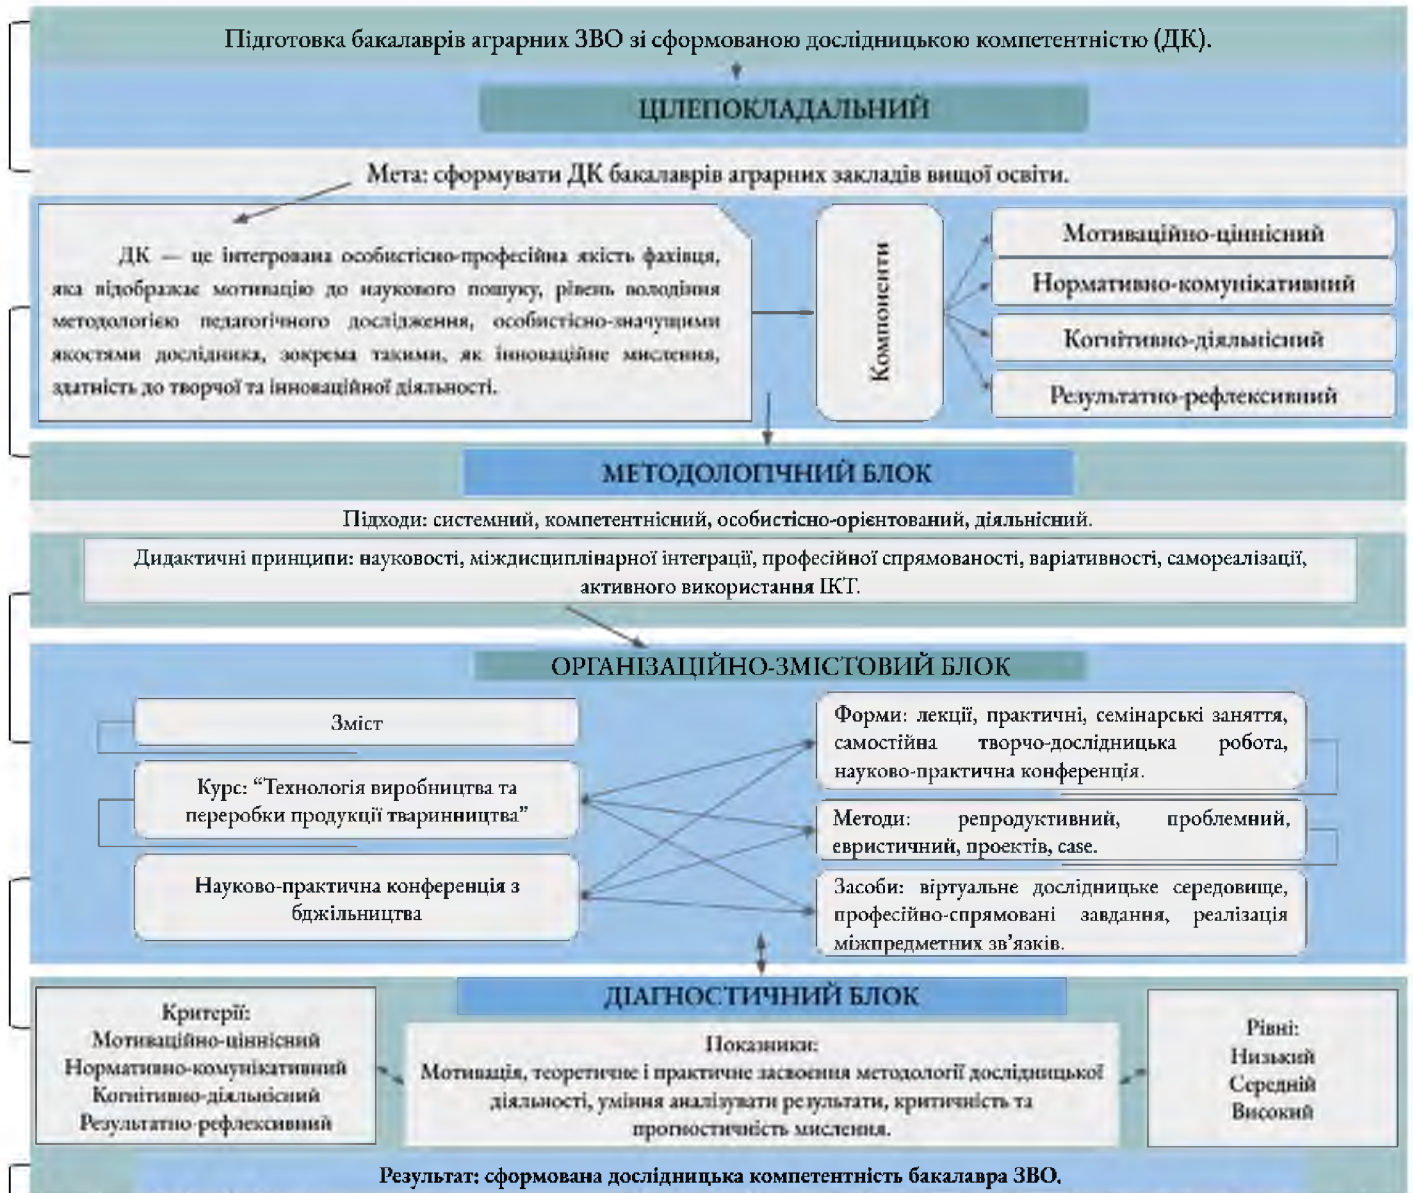 Підготовка бакалаврів аграрних ЗВО зі сформованою дослідницькою компетентністю (ДК).
ЦІЛЕПОКЛАДАЛЬНИЙ
Мета: сформувати ДК бакалаврів аграрних закладів вищої освіти.
ДК — це інтегрована особистісно-професійна якість фахівця,
яка відображає мотивацію до наукового пошуку, рівень володіння
методологією педагогічного дослідження, особистісно-значущими
якостями дослідника, зокрема такими, як інноваційне мислення,
здатність до творчої та інноваційної діяльності.
Компоненти
Мотиваційно-ціннісний
Нормативно-комунікативний
Когнітивно-діяльнісний
Результатно-рефлексивний
МЕТОДОЛОГІЧНИЙ БЛОК
Підходи: системний, компетентнісний, особистісно-орієнтований, діяльнісний.
Дидактичні принципи: науковості, міждисциплінарної інтеграції, професійної спрямованості, варіативності, самореалізації,
активного використання ІКТ.
ОРГАНІЗАЦІЙНО-ЗМІСТОВИЙ БЛОК
Зміст
Курс: “Технологія виробництва та
переробки продукції тваринництва”
Науково-практична конференція з
бджільництва
Форми: лекції, практичні, семінарські заняття,
самостійна творчо-дослідницька робота,
науково-практична конференція.
Методи: репродуктивний, проблемний,
евристичний, проектів, case.
Засоби: віртуальне дослідницьке середовище,
професійно-спрямовані завдання, реалізація
міжпредметних зв’язків.
ДІАГНОСТИЧНИЙ БЛОК
Критерії:
Мотиваційно-ціннісний
Нормативно-комунікативний
Когнітивно-діяльнісний
Результатно-рефлексивний
Показники:
Мотивація, теоретичне і практичне засвоєння методології дослідницької
діяльності, уміння аналізувати результати, критичність та
прогностичність мислення.
Рівні:
Низький
Середній
Високий
Результат: сформована дослідницька компетентність бакалавра ЗВО.